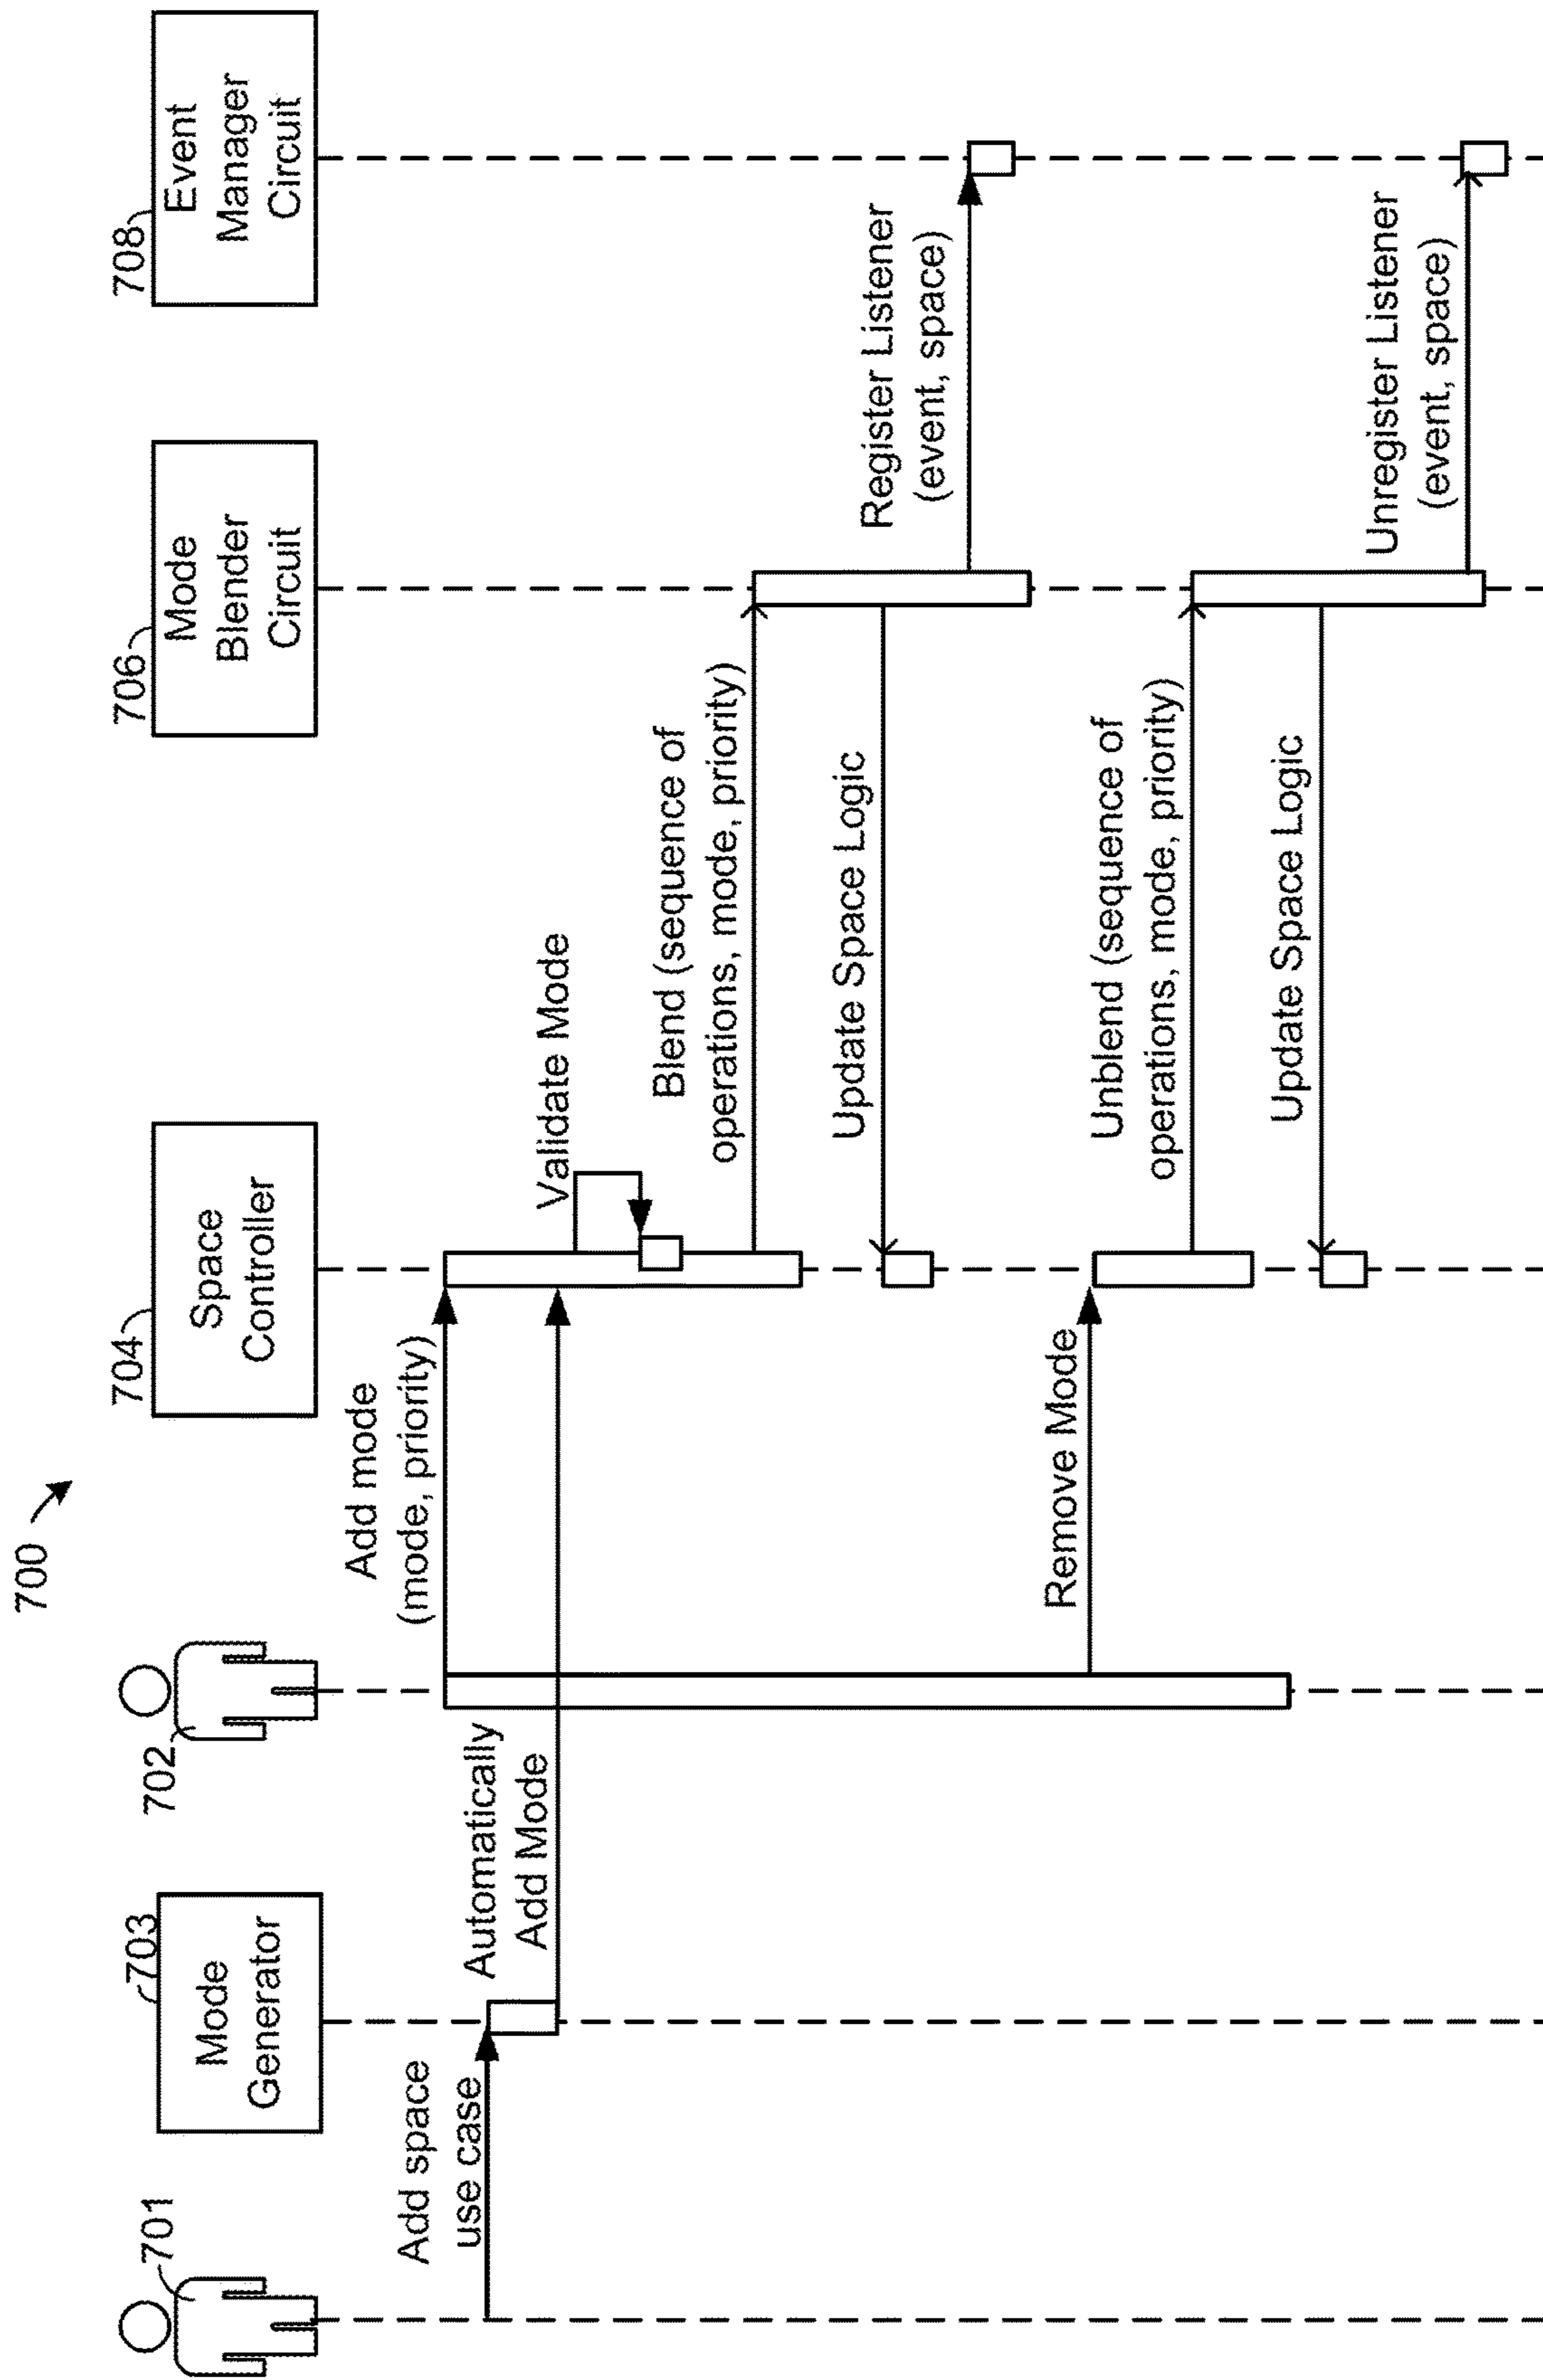 700
701
703
702
704
706
708
Mode
Generator
Space
Controller
Mode
Blender
Circuit
Event
Manager
Circuit
Add mode
(mode, priority)
Add space
use case
Automatically
Add Mode
Validate Mode
Blend (sequence of
operations, mode, priority)
Update Space Logic
Register Listener
(event, space)
Remove Mode
Unblend (sequence of
operations, mode, priority)
Update Space Logic
Unregister Listener
(event, space)